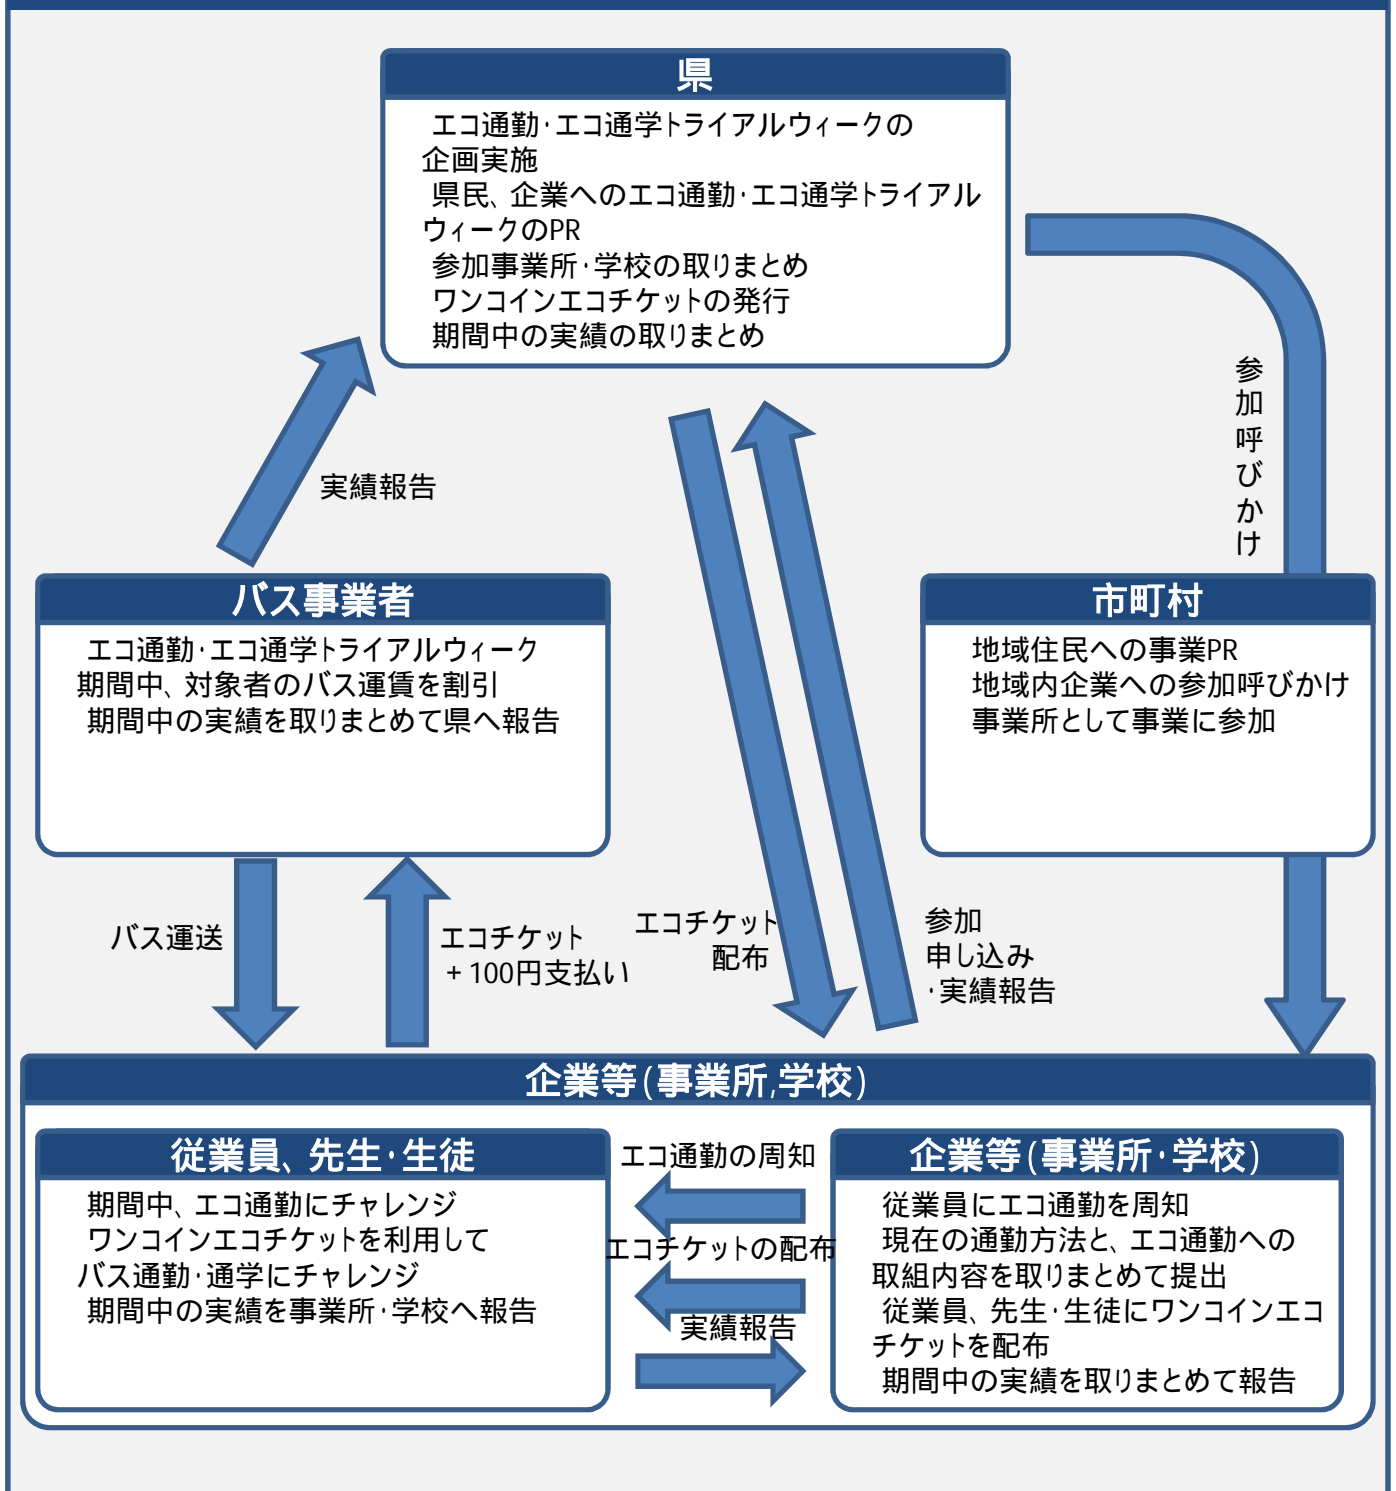 県
エコ通勤・エコ通学トライアルウィークの
企画実施
県民、企業へのエコ通勤・エコ通学トライアル
ウィークのPR
参加事業所・学校の取りまとめ
ワンコインエコチケットの発行
期間中の実績の取りまとめ
参加呼びかけ
実績報告
バス事業者
エコ通勤・エコ通学トライアルウィーク
期間中、対象者のバス運賃を割引
期間中の実績を取りまとめて県へ報告
市町村
地域住民への事業PR
地域内企業への参加呼びかけ
事業所として事業に参加
バス運送
エコチケット
+100円支払い
エコチケット
配布
参加
申し込み
・実績報告
企業等(事業所,学校)
従業員、先生・生徒
期間中、エコ通勤にチャレンジ
ワンコインエコチケットを利用して
バス通勤・通学にチャレンジ
期間中の実績を事業所・学校へ報告
エコ通勤の周知
エコチケットの配布
実績報告
企業等(事業所・学校)
従業員にエコ通勤を周知
現在の通勤方法と、エコ通勤への
取組内容を取りまとめて提出
従業員、先生・生徒にワンコインエコ
チケットを配布
期間中の実績を取りまとめて報告